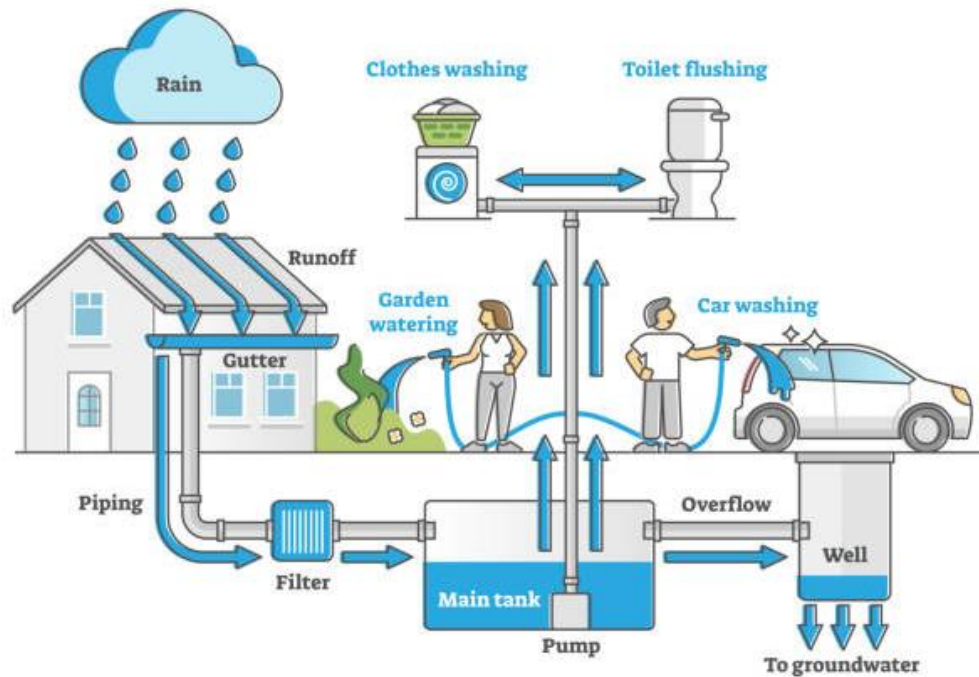 Rain
Clothes washing
Toilet flushing
Runoff
Garden
watering
Car washing
Gutter
Piping
Overflow
Filter
Main tank
Well
Pump
To groundwater